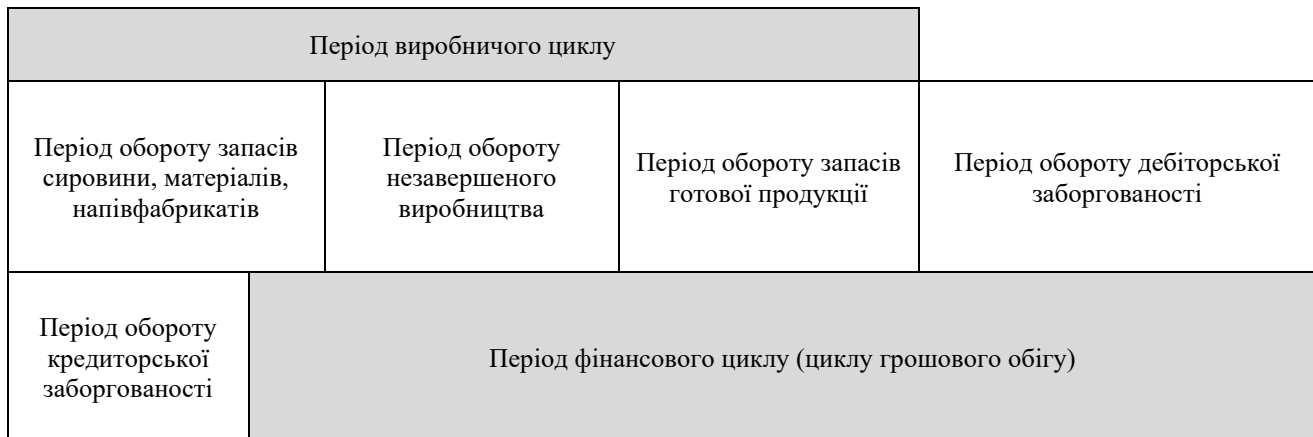 Період виробничого циклу
Період обороту запасів
сировини, матеріалів,
напівфабрикатів
Період обороту
незавершеного
виробництва
Період обороту запасів
готової продукції
Період обороту дебіторської
заборгованості
Період обороту
кредиторської
заборгованості
Період фінансового циклу (циклу грошового обігу)